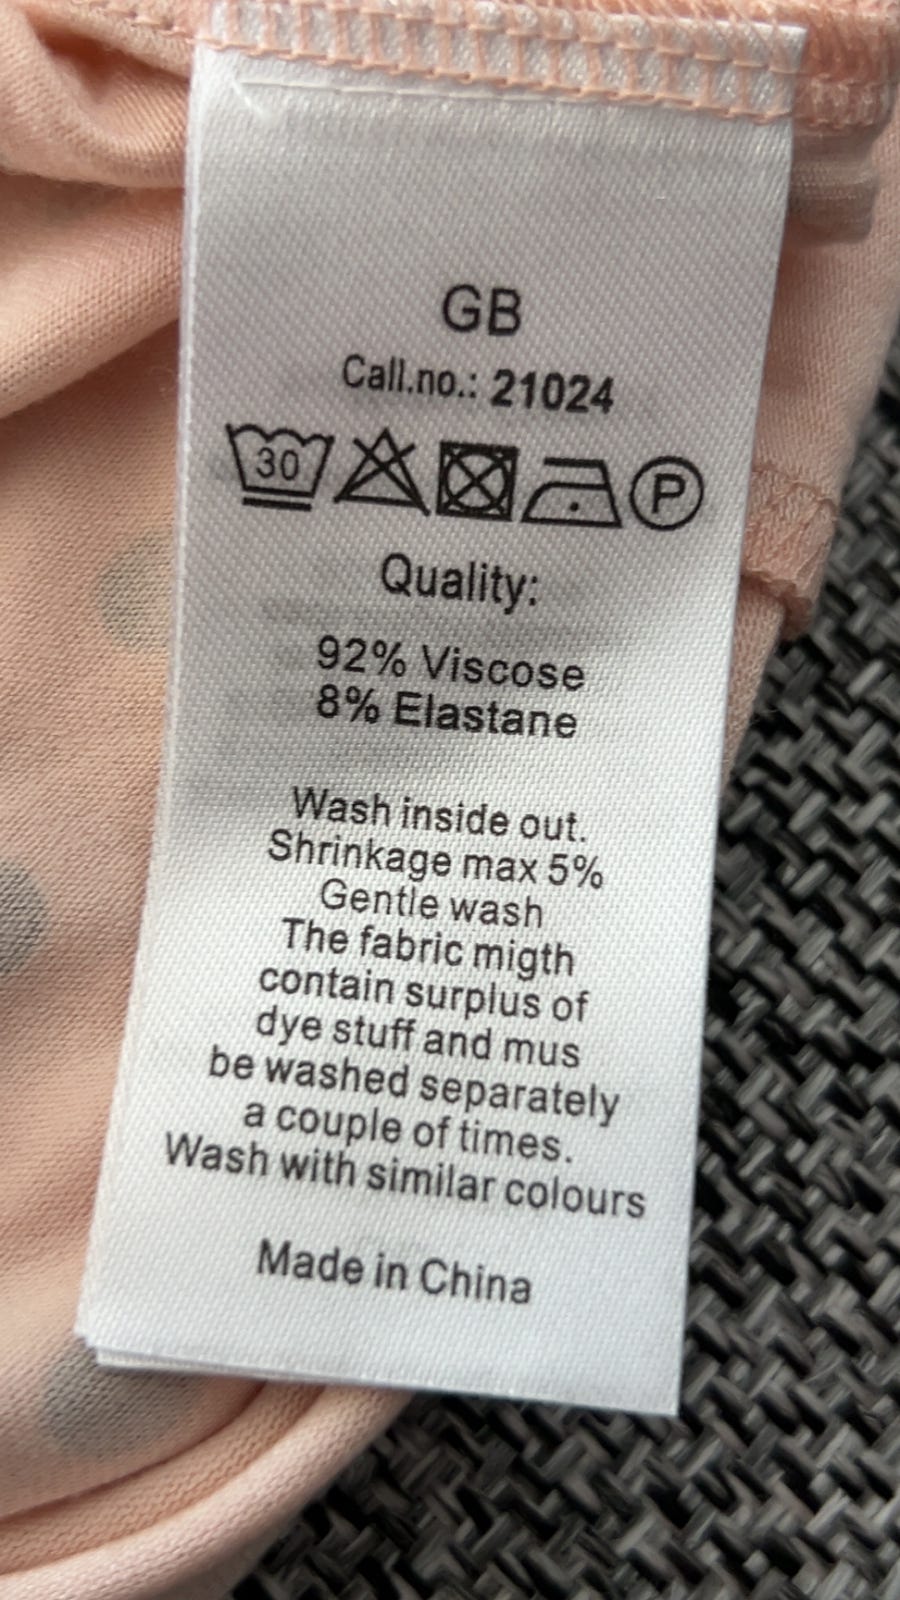 GB
Call.no.: 21024
30 P
Quality:
92% Viscose
8% Elastane
Wash inside out.
Shrinkage max 5%
Gentle wash
The fabric migth
contain surplus of
dye stuff and mus
be washed separately
a couple of times.
Wash with similar colours
Made in China